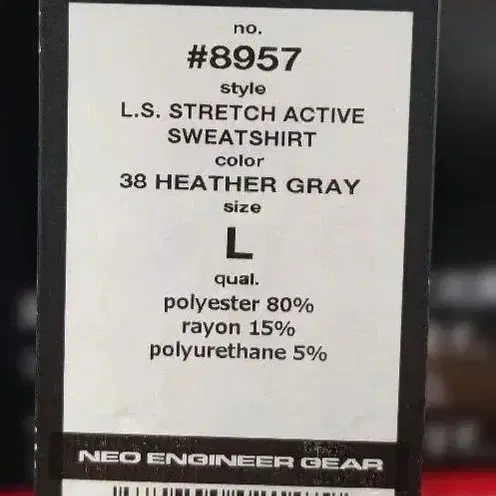 no.
#8957
style
L.S. STRETCH ACTIVE
SWEATSHIRT
color
38 HEATHER GRAY
size
L
qual.
polyester 80%
rayon 15%
polyurethane 5%
NEO ENGINEER GEAR